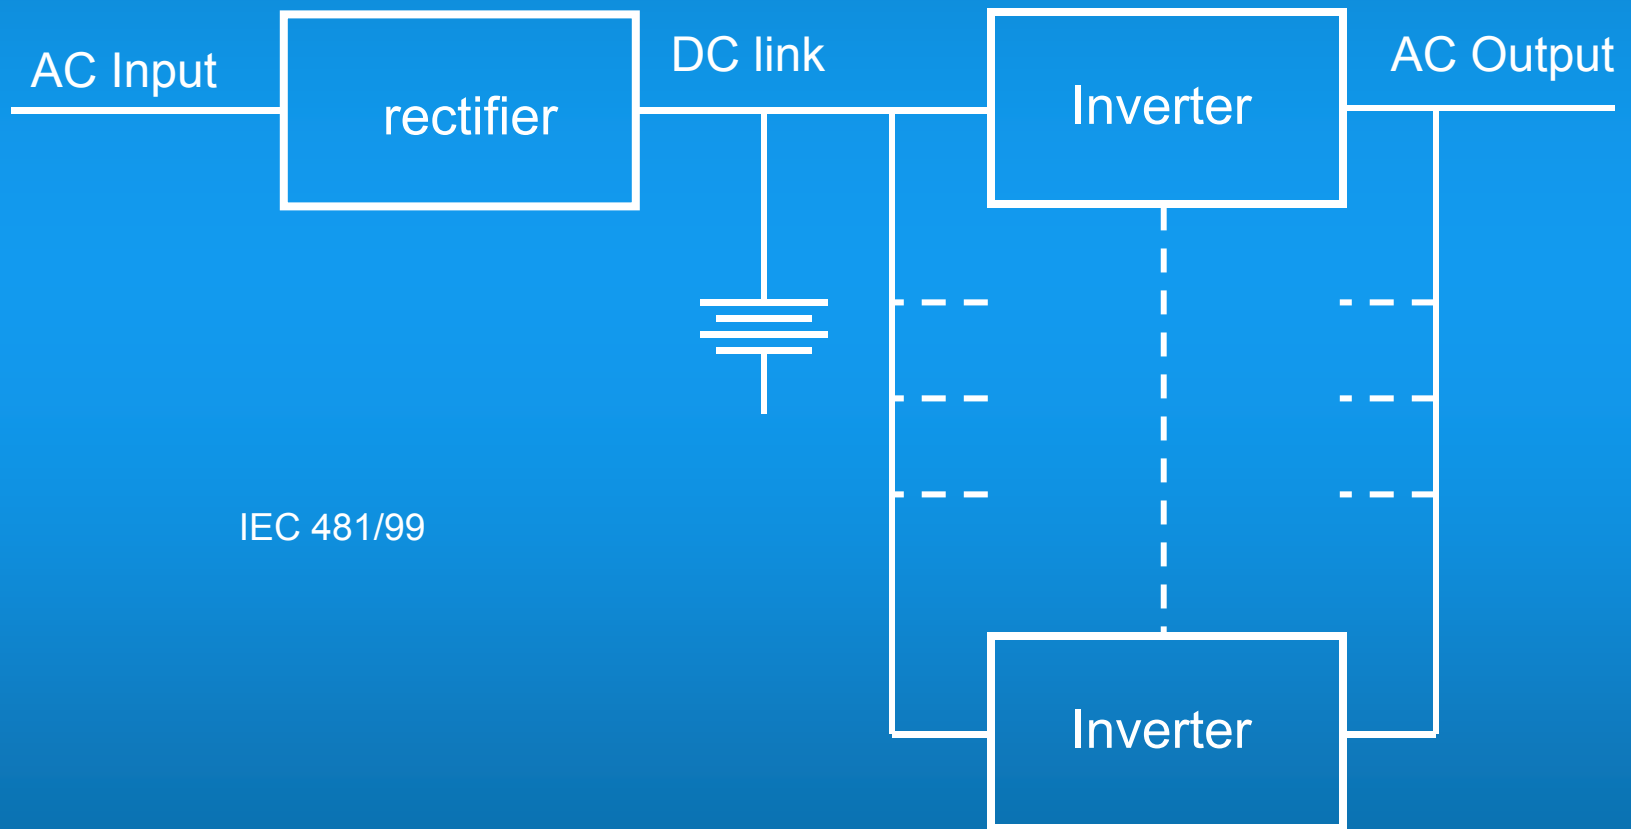 AC Input
rectifier
DC link
Inverter
AC Output
IEC 481/99
Inverter